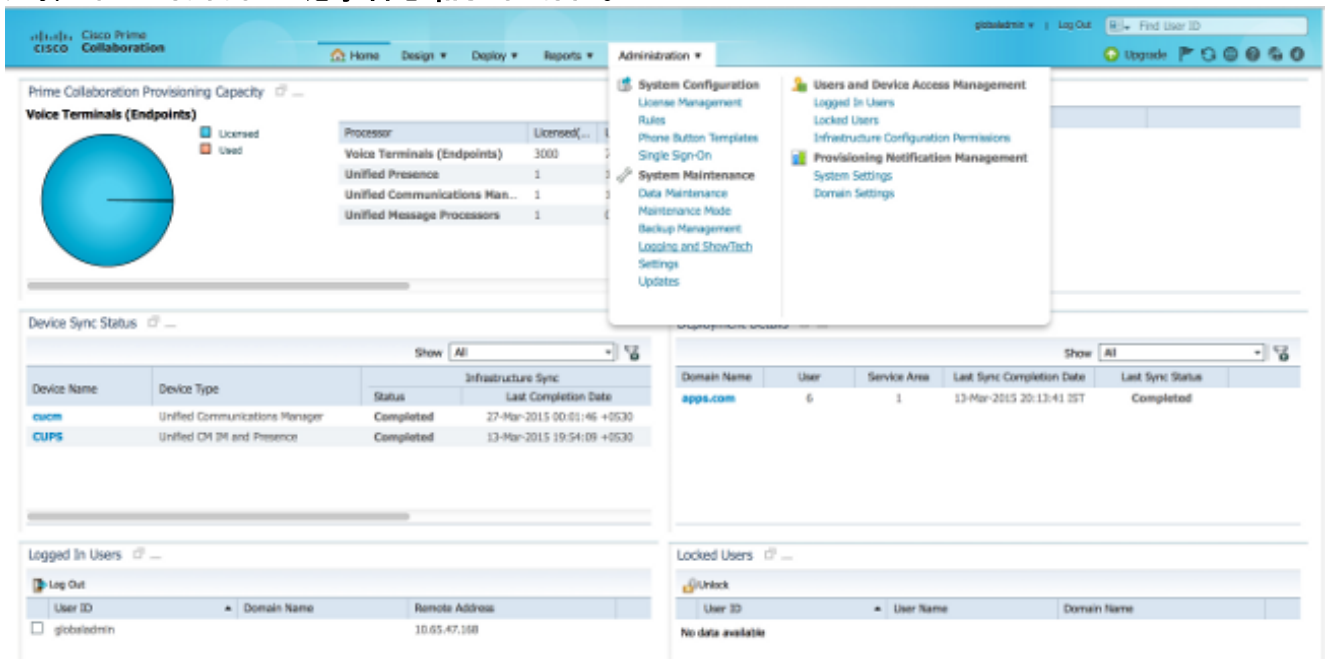 Cisco Prime
CISCO Collaboration
globaladmin
Log Out
Find User ID
Home
Design
Deploy
Reports
Administration
Upgrade
Prime Collaboration Provisioning Capacity
Voice Terminals (Endpoints)
Licensed
Used
Processor Licensed(...
Voice Terminals (Endpoints) 3000
Unified Presence 1
Unified Communications Man... 1
Unified Message Processors 1
System Configuration
License Management
Rules
Phone Button Templates
Single Sign-On
System Maintenance
Data Maintenance
Maintenance Mode
Backup Management
Logging and ShowTech
Settings
Updates
Users and Device Access Management
Logged In Users
Locked Users
Infrastructure Configuration Permissions
Provisioning Notification Management
System Settings
Domain Settings
Device Sync Status
Show All
Device Name Device Type Infrastructure Sync
Status Last Completion Date
cucm Unified Communications Manager Completed 27-Mar-2015 00:01:46 +0530
CUPS Unified CM IM and Presence Completed 13-Mar-2015 19:54:09 +0530
Show All
Domain Name User Service Area Last Sync Completion Date Last Sync Status
apps.com 6 1 13-Mar-2015 20:13:41 IST Completed
Logged In Users
Log Out
User ID Domain Name Remote Address
globaladmin 10.65.47.168
Locked Users
Unlock
User ID User Name Domain Name
No data available